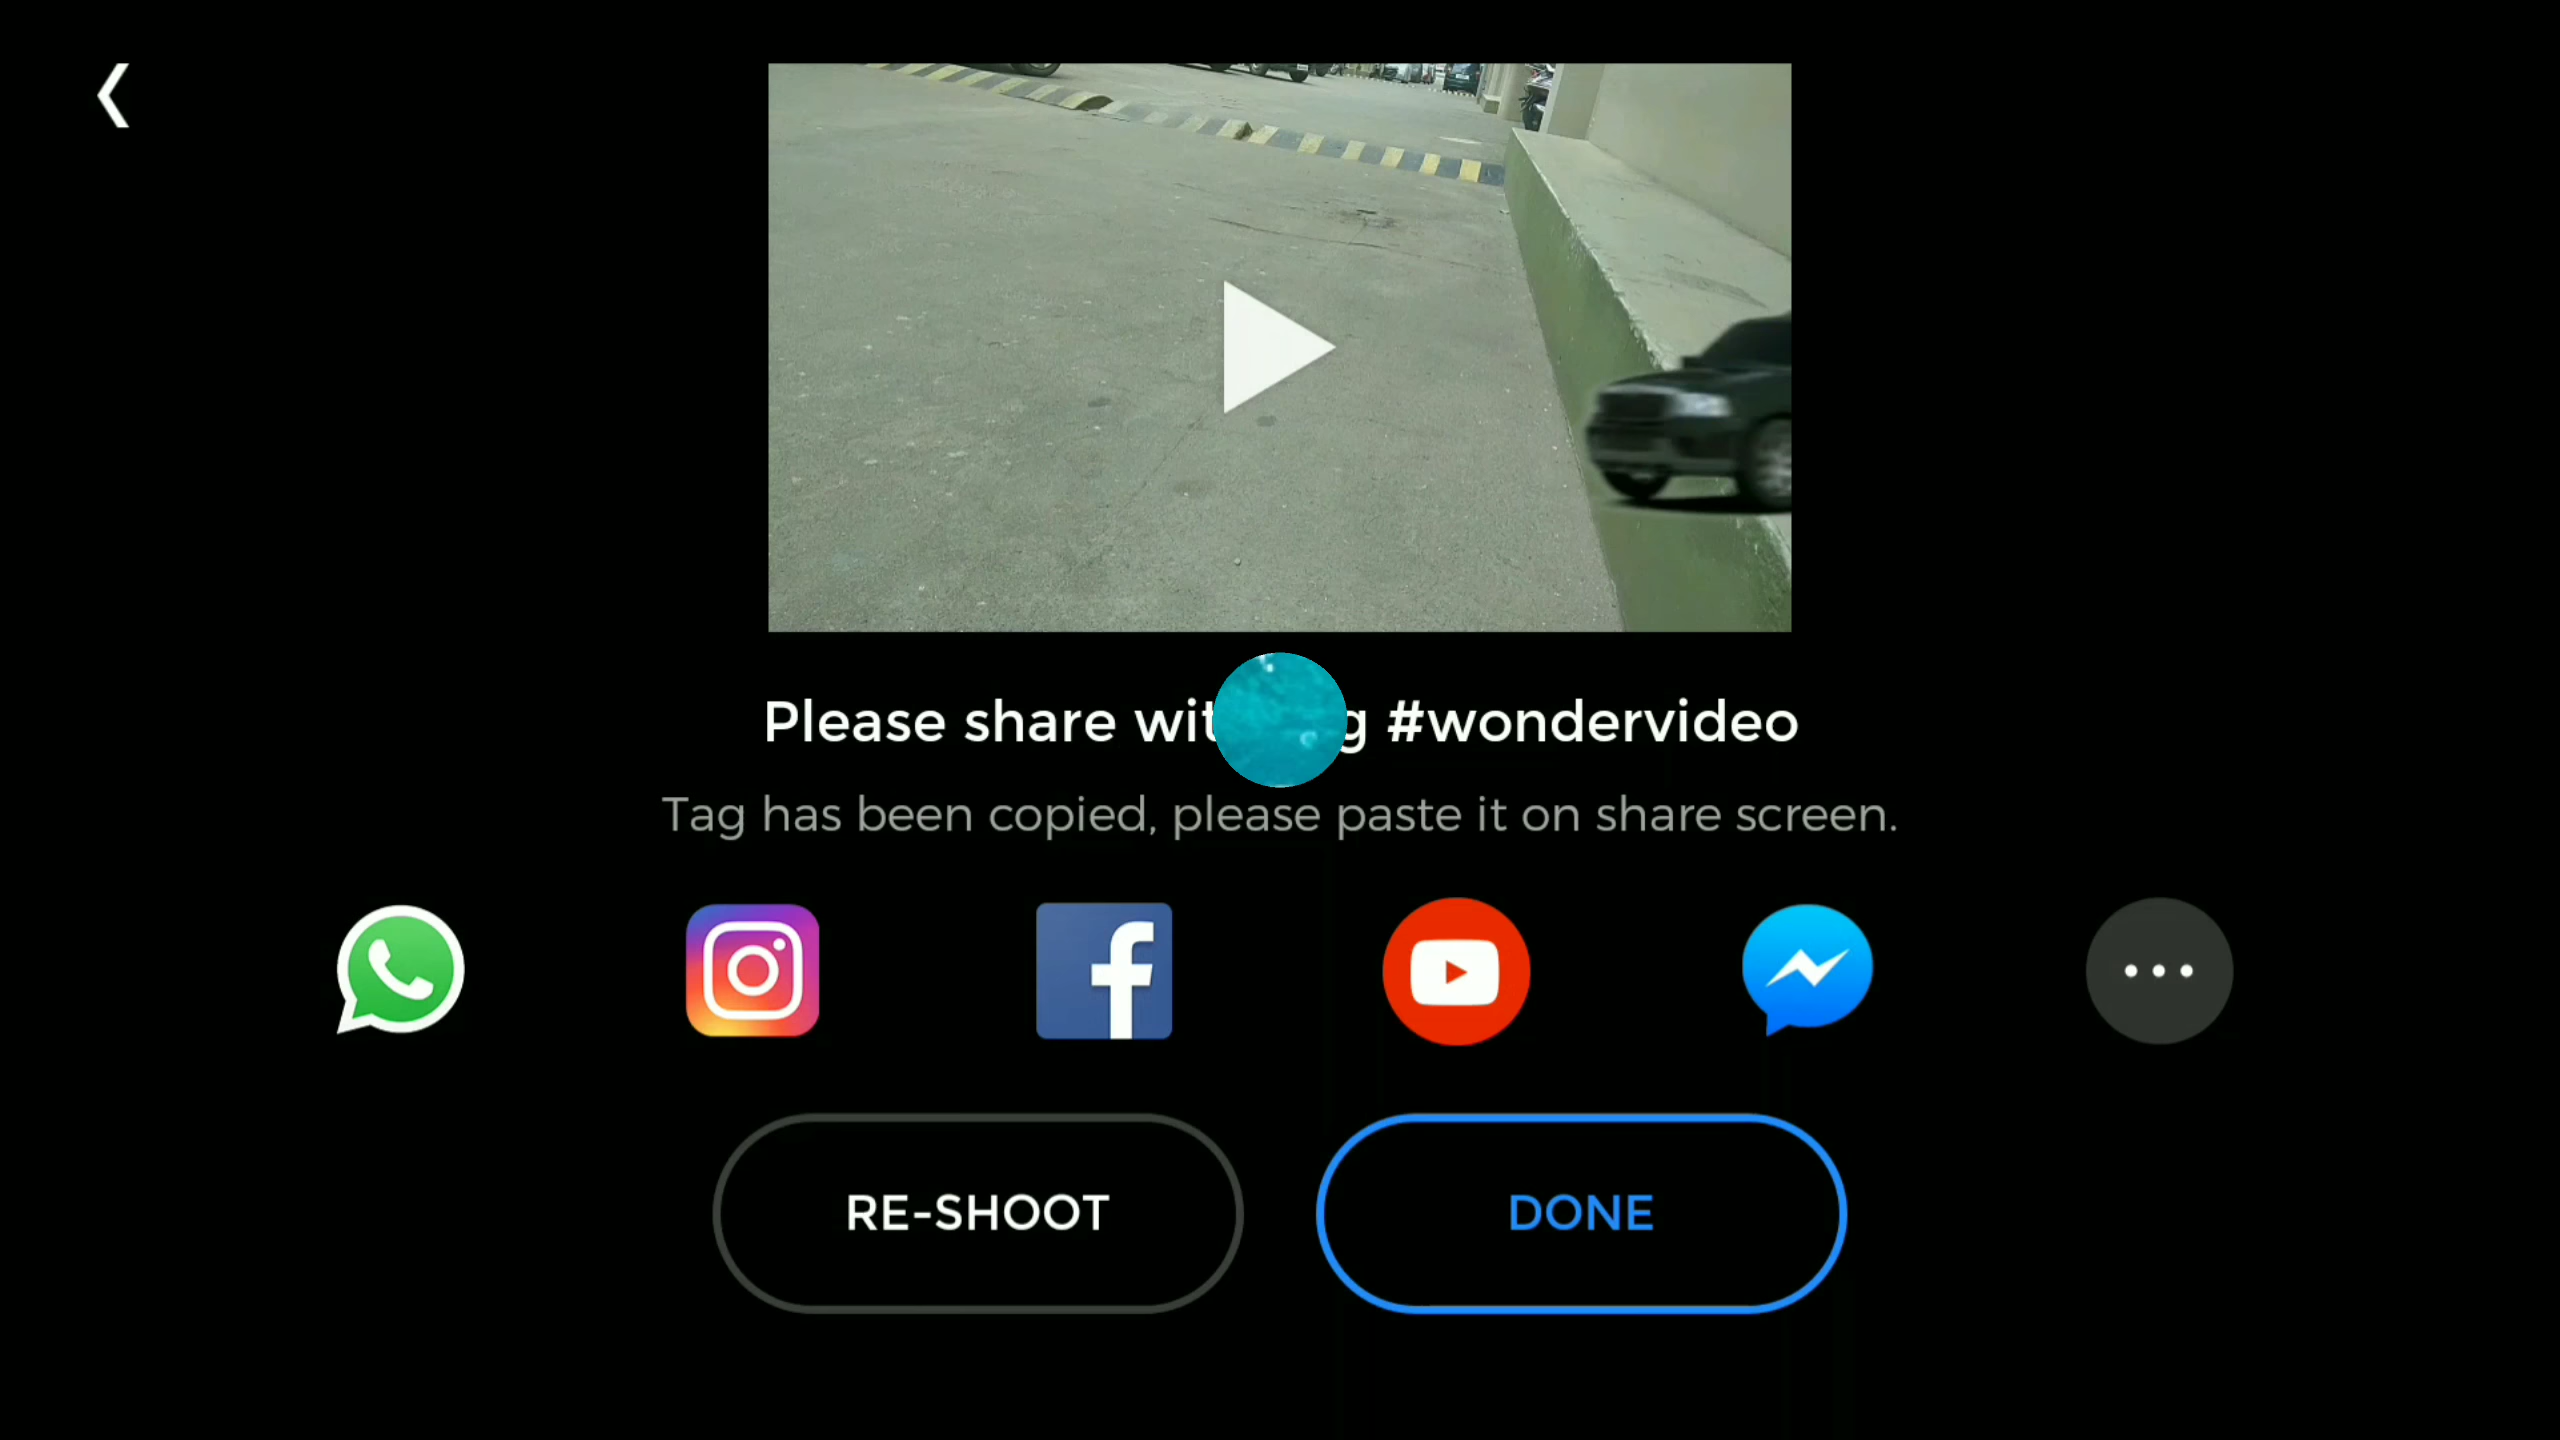 Please share wit g #wondervideo
Tag has been copied, please paste it on share screen.
RE-SHOOT
DONE